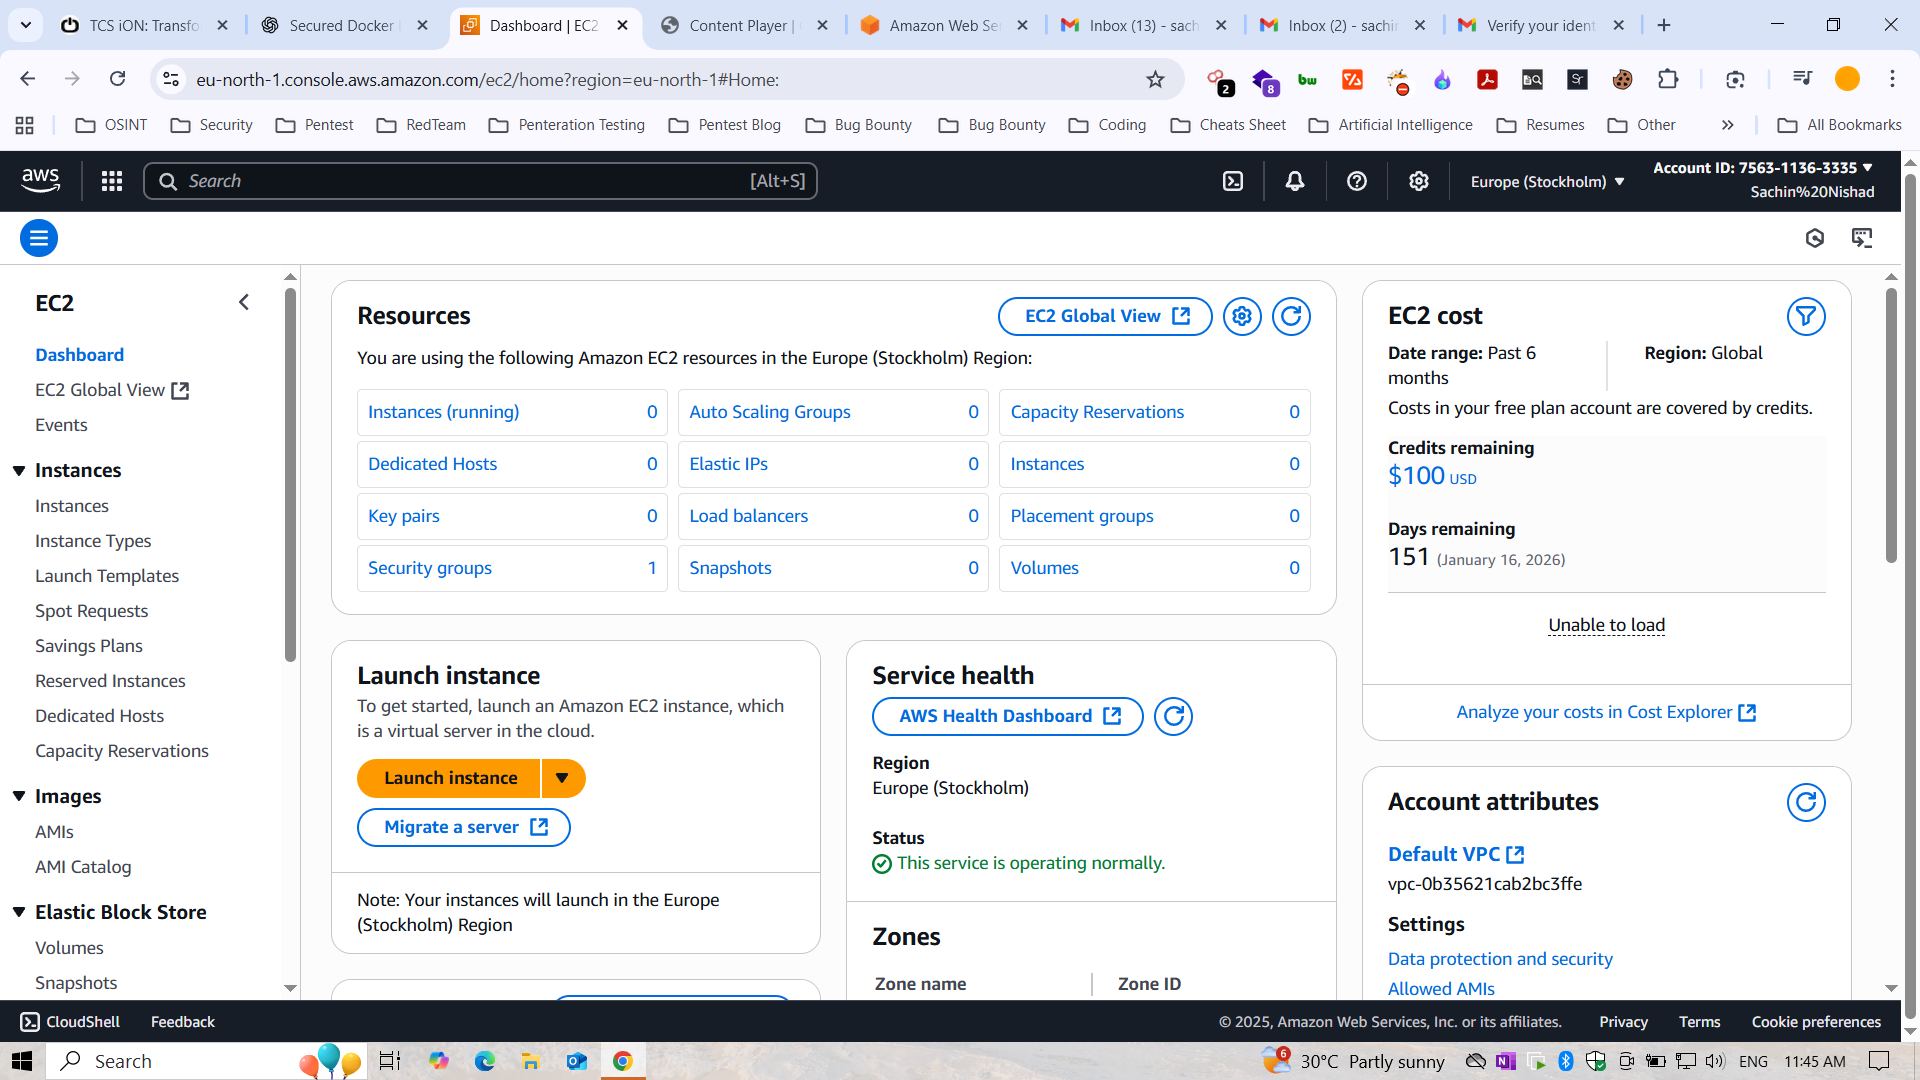 TCS iON: Transfo
Secured Docker
Dashboard | EC2
Content Player |
Amazon Web Ser
Inbox (13) - sach
Inbox (2) - sachin
Verify your ident
eu-north-1.console.aws.amazon.com/ec2/home?region=eu-north-1#Home:
2
8
bw
Sr
OSINT
Security
Pentest
RedTeam
Penteration Testing
Pentest Blog
Bug Bounty
Bug Bounty
Coding
Cheats Sheet
Artificial Intelligence
Resumes
Other
All Bookmarks
aws
Search
[Alt+S]
Europe (Stockholm)
Account ID: 7563-1136-3335
Sachin%20Nishad
EC2
Dashboard
EC2 Global View
Events
Instances
Instances
Instance Types
Launch Templates
Spot Requests
Savings Plans
Reserved Instances
Dedicated Hosts
Capacity Reservations
Images
AMIs
AMI Catalog
Elastic Block Store
Volumes
Snapshots
Resources
EC2 Global View
You are using the following Amazon EC2 resources in the Europe (Stockholm) Region:
Instances (running) 0
Auto Scaling Groups 0
Capacity Reservations 0
Dedicated Hosts 0
Elastic IPs 0
Instances 0
Key pairs 0
Load balancers 0
Placement groups 0
Security groups 1
Snapshots 0
Volumes 0
Launch instance
To get started, launch an Amazon EC2 instance, which
is a virtual server in the cloud.
Launch instance
Migrate a server
Note: Your instances will launch in the Europe
(Stockholm) Region
Service health
AWS Health Dashboard
Region
Europe (Stockholm)
Status
This service is operating normally.
Zones
Zone name
Zone ID
EC2 cost
Date range: Past 6
months
Region: Global
Costs in your free plan account are covered by credits.
Credits remaining
$100 USD
Days remaining
151 (January 16, 2026)
Unable to load
Analyze your costs in Cost Explorer
Account attributes
Default VPC
vpc-0b35621cab2bc3ffe
Settings
Data protection and security
Allowed AMIs
CloudShell
Feedback
© 2025, Amazon Web Services, Inc. or its affiliates.
Privacy
Terms
Cookie preferences
Search
6
30°C Partly sunny
ENG
11:45 AM